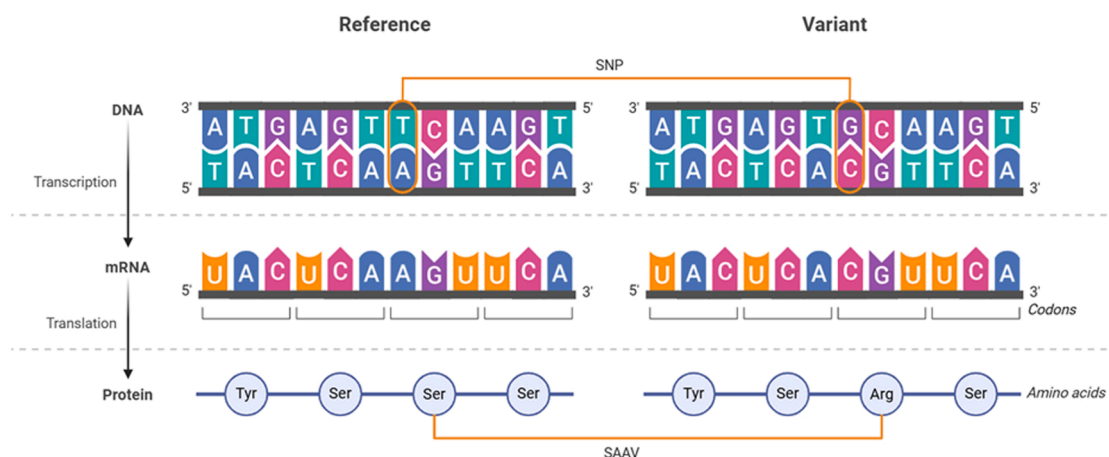 Reference Variant
SNP
DNA 3' A T G A G T T C A A G T 5' 3' A T G A G T G C A A G T 5'
Transcription 5' T A C T C A A G T T C A 3' 5' T A C T C A C G T T C A 3'
mRNA 5' U A C U C A A G U U C A 3' 5' U A C U C A C G U U C A 3'
Translation Codons
Protein Tyr Ser Ser Ser Tyr Ser Arg Ser Amino acids
SAAV